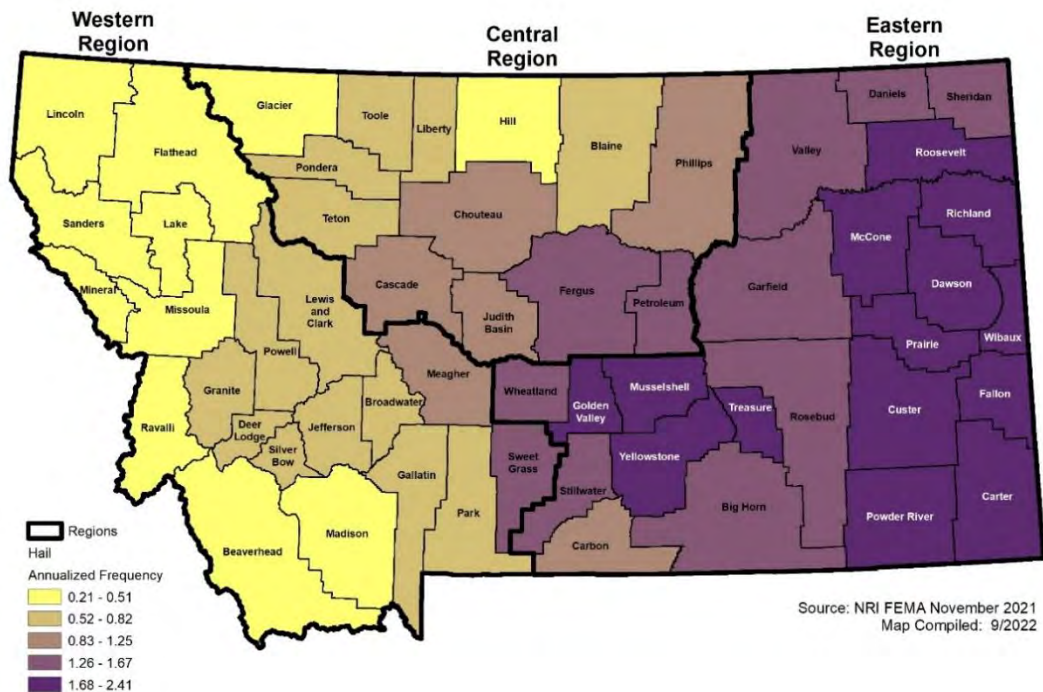 Western
Region
Central
Region
Eastern
Region
Lincoln
Flathead
Glacier
Toole
Liberty
Hill
Blaine
Phillips
Valley
Daniels
Sheridan
Roosevelt
Pondera
Teton
Chouteau
Sanders
Lake
McCone
Richland
Mineral
Missoula
Lewis
and
Clark
Cascade
Judith
Basin
Fergus
Petroleum
Garfield
Dawson
Prairie
Wibaux
Powell
Granite
Meagher
Broadwater
Wheatland
Golden
Valley
Musselshell
Treasure
Rosebud
Custer
Fallon
Ravalli
Deer
Lodge
Silver
Bow
Jefferson
Gallatin
Park
Sweet
Grass
Stillwater
Yellowstone
Big Horn
Powder River
Carter
Carbon
Beaverhead
Madison
Regions
Hail
Annualized Frequency
0.21 - 0.51
0.52 - 0.82
0.83 - 1.25
1.26 - 1.67
1.68 - 2.41
Source: NRI FEMA November 2021
Map Compiled: 9/2022